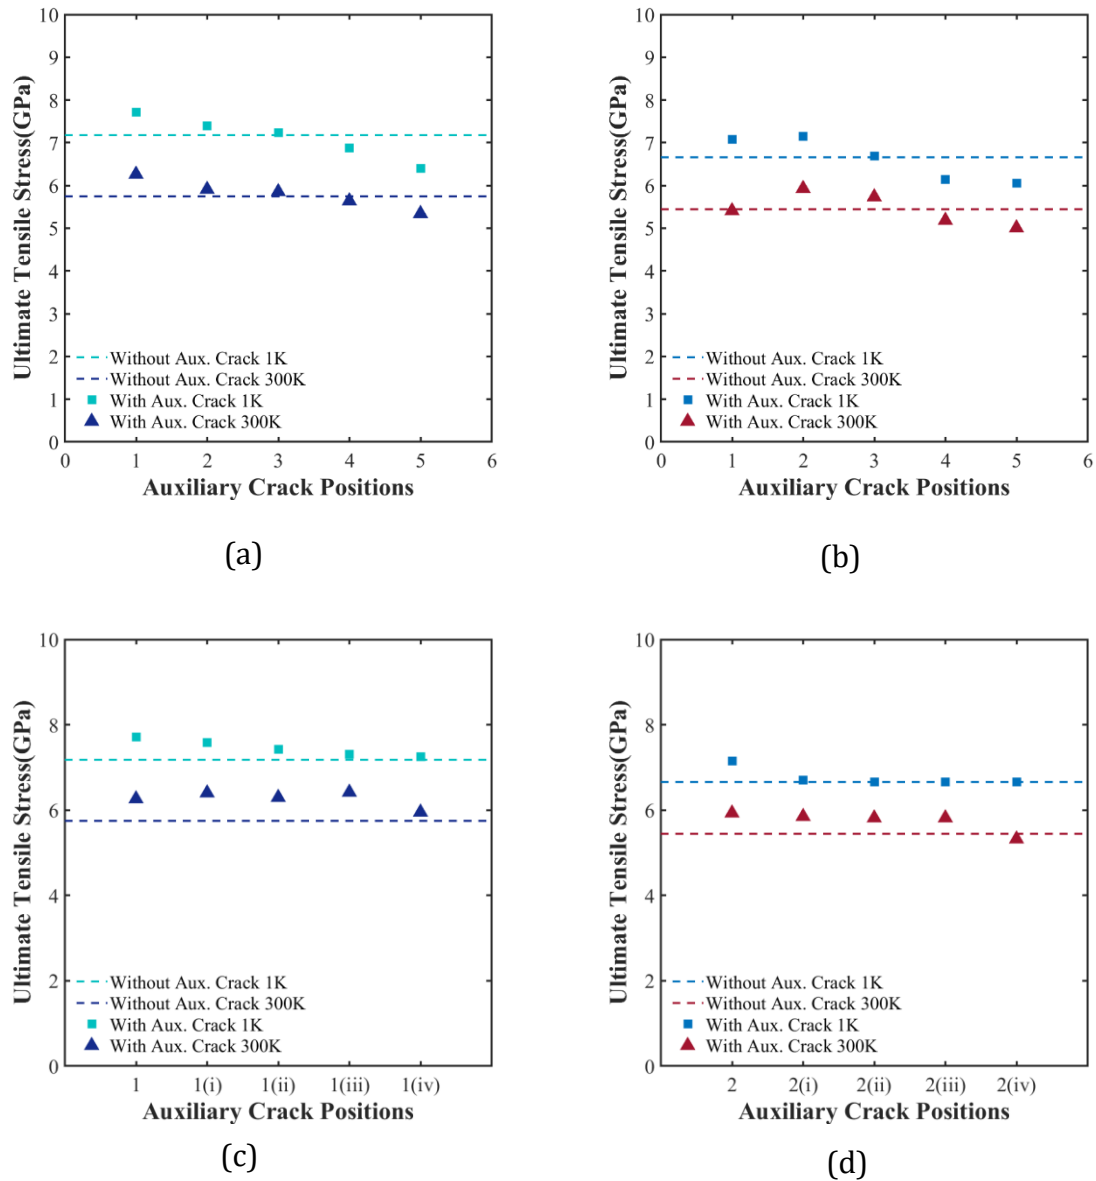 10
9
8
7
6
5
4
3
2
1
0
Ultimate Tensile Stress(GPa)
Without Aux. Crack 1K
Without Aux. Crack 300K
With Aux. Crack 1K
With Aux. Crack 300K
0 1 2 3 4 5 6
Auxiliary Crack Positions
(a)
10
9
8
7
6
5
4
3
2
1
0
Ultimate Tensile Stress(GPa)
Without Aux. Crack 1K
Without Aux. Crack 300K
With Aux. Crack 1K
With Aux. Crack 300K
0 1 2 3 4 5 6
Auxiliary Crack Positions
(b)
10
8
6
4
2
0
Ultimate Tensile Stress(GPa)
Without Aux. Crack 1K
Without Aux. Crack 300K
With Aux. Crack 1K
With Aux. Crack 300K
1 1(i) 1(ii) 1(iii) 1(iv)
Auxiliary Crack Positions
(c)
10
8
6
4
2
0
Ultimate Tensile Stress(GPa)
Without Aux. Crack 1K
Without Aux. Crack 300K
With Aux. Crack 1K
With Aux. Crack 300K
2 2(i) 2(ii) 2(iii) 2(iv)
Auxiliary Crack Positions
(d)